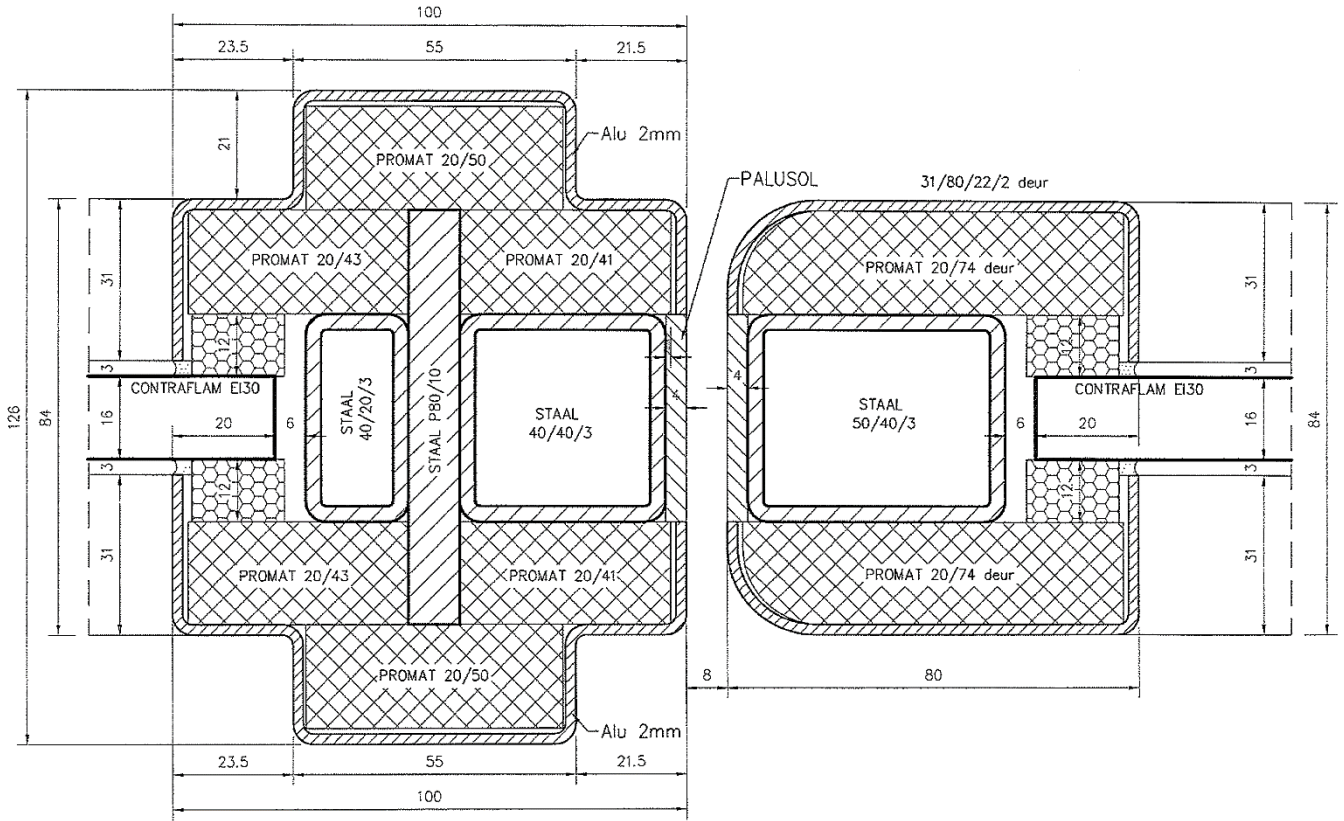 100
23.5 55 21.5
21
Alu 2mm
PROMAT 20/50
PALUSOL
31/80/22/2 deur
PROMAT 20/43 PROMAT 20/41
PROMAT 20/74 deur
31 31
12 12
3 3
CONTRAFLAM EI30 CONTRAFLAM EI30
126 84 16 20 6
STAAL
40/20/3
STAAL P80/10
STAAL
40/40/3
4 4
STAAL
50/40/3
6 20 16 84
3 3
12 12
31 31
PROMAT 20/43 PROMAT 20/41
PROMAT 20/74 deur
PROMAT 20/50
8 80
Alu 2mm
23.5 55 21.5
100